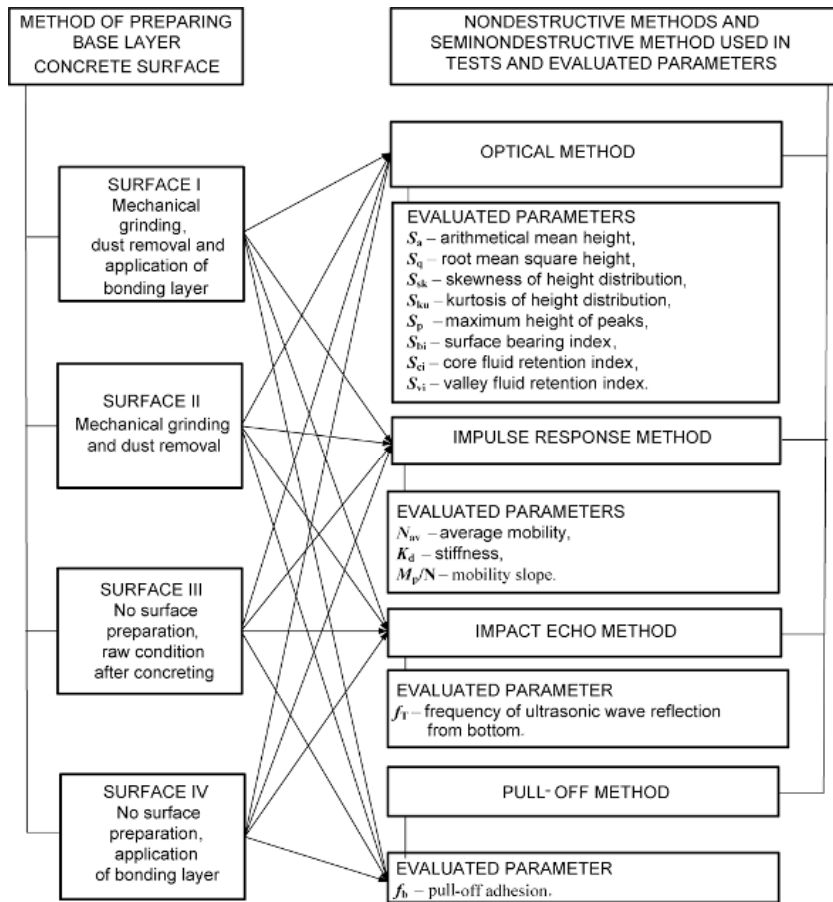 METHOD OF PREPARING
BASE LAYER
CONCRETE SURFACE
NONDESTRUCTIVE METHODS AND
SEMINONDESTRUCTIVE METHOD USED IN
TESTS AND EVALUATED PARAMETERS
SURFACE I
Mechanical
grinding,
dust removal and
application of
bonding layer
SURFACE II
Mechanical grinding
and dust removal
SURFACE III
No surface
preparation,
raw condition
after concreting
SURFACE IV
No surface
preparation,
application
of bonding layer
OPTICAL METHOD
EVALUATED PARAMETERS
Sa – arithmetical mean height,
Sq – root mean square height,
Ssk – skewness of height distribution,
Sku – kurtosis of height distribution,
Sp – maximum height of peaks,
Sbi – surface bearing index,
Sci – core fluid retention index,
Svi – valley fluid retention index.
IMPULSE RESPONSE METHOD
EVALUATED PARAMETERS
Nav – average mobility,
Kd – stiffness,
Mp/N – mobility slope.
IMPACT ECHO METHOD
EVALUATED PARAMETER
fT – frequency of ultrasonic wave reflection
from bottom.
PULL-OFF METHOD
EVALUATED PARAMETER
fb – pull-off adhesion.